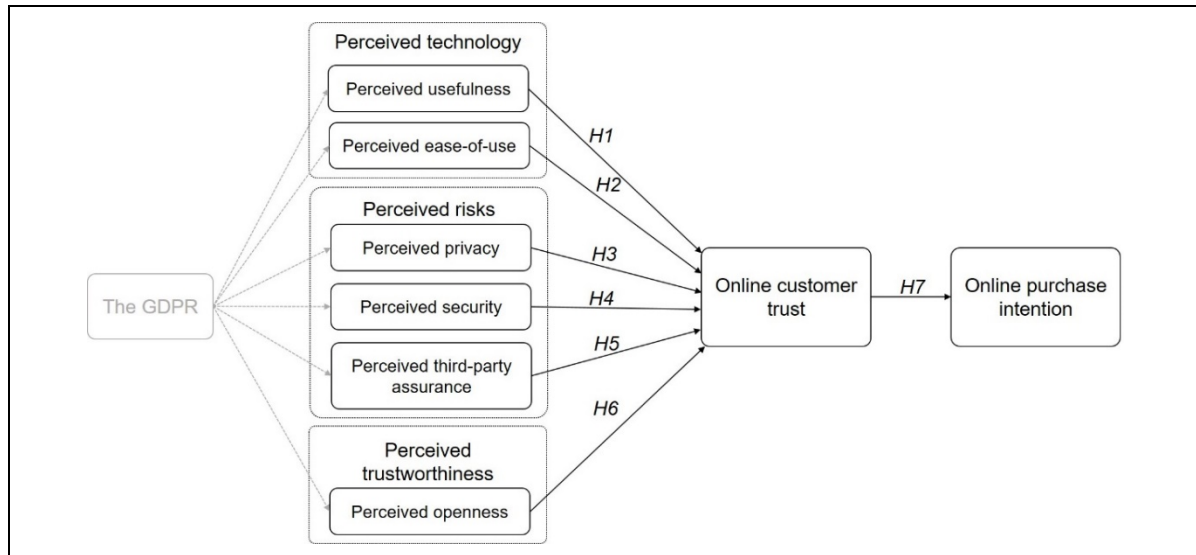 Perceived technology
Perceived usefulness
Perceived ease-of-use
H1
H2
Perceived risks
Perceived privacy
Perceived security
Perceived third-party
assurance
H3
H4
H5
H6
The GDPR
Online customer
trust
H7
Online purchase
intention
Perceived
trustworthiness
Perceived openness